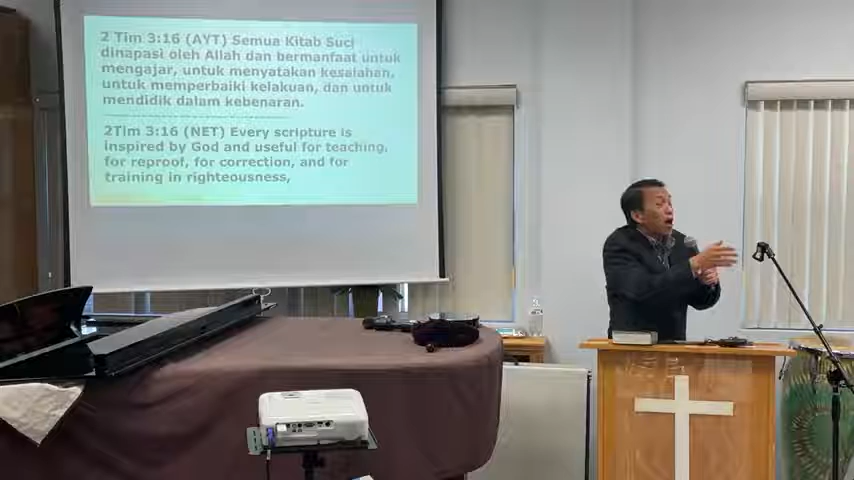 2 Tim 3:16 (AYT) Semua Kitab Suci
dinapasi oleh Allah dan bermanfaat untuk
mengajar, untuk menyatakan kesalahan,
untuk memperbaiki kelakuan, dan untuk
mendidik dalam kebenaran.
2Tim 3:16 (NET) Every scripture is
inspired by God and useful for teaching,
for reproof, for correction, and for
training in righteousness,